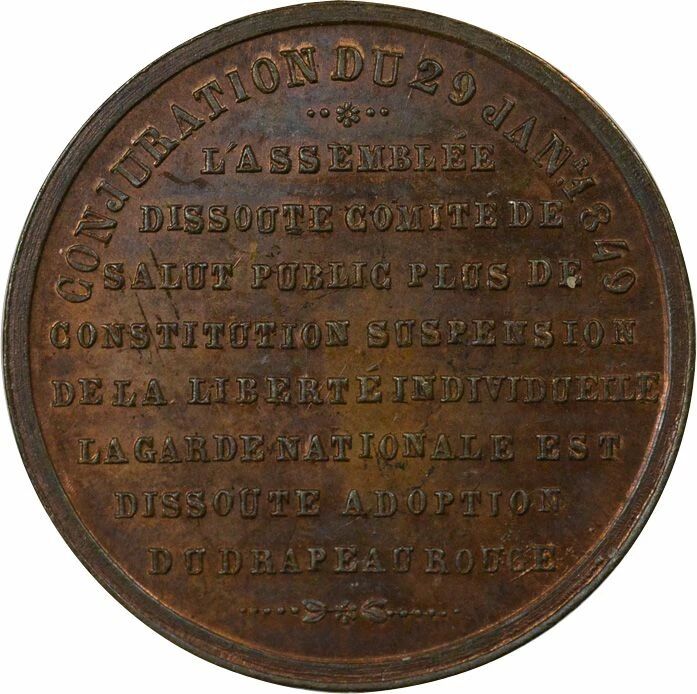 CONJURATION DU 29 JANR. 1849
L'ASSEMBLÉE
DISSOUTE COMITÉ DE
SALUT PUBLIC PLUS DE
CONSTITUTION SUSPENSION
DE LA LIBERTÉ INDIVIDUELLE
LA GARDE NATIONALE EST
DISSOUTE ADOPTION
DU DRAPEAU ROUGE